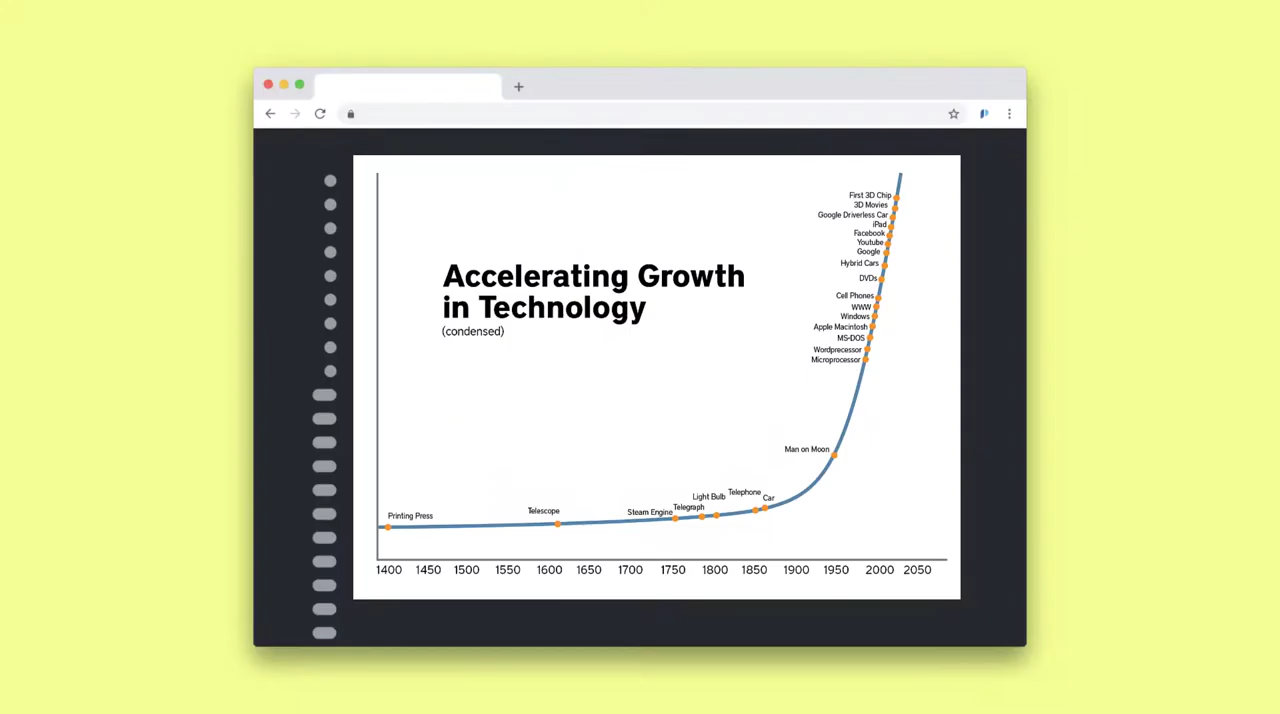 Accelerating Growth
in Technology
(condensed)
First 3D Chip
3D Movies
Google Driverless Car
iPad
Facebook
Youtube
Google
Hybrid Cars
DVDs
Cell Phones
WWW
Windows
Apple Macintosh
MS-DOS
Wordprecessor
Microprocessor
Man on Moon
Printing Press
Telescope
Steam Engine
Telegraph
Light Bulb
Telephone
Car
1400 1450 1500 1550 1600 1650 1700 1750 1800 1850 1900 1950 2000 2050